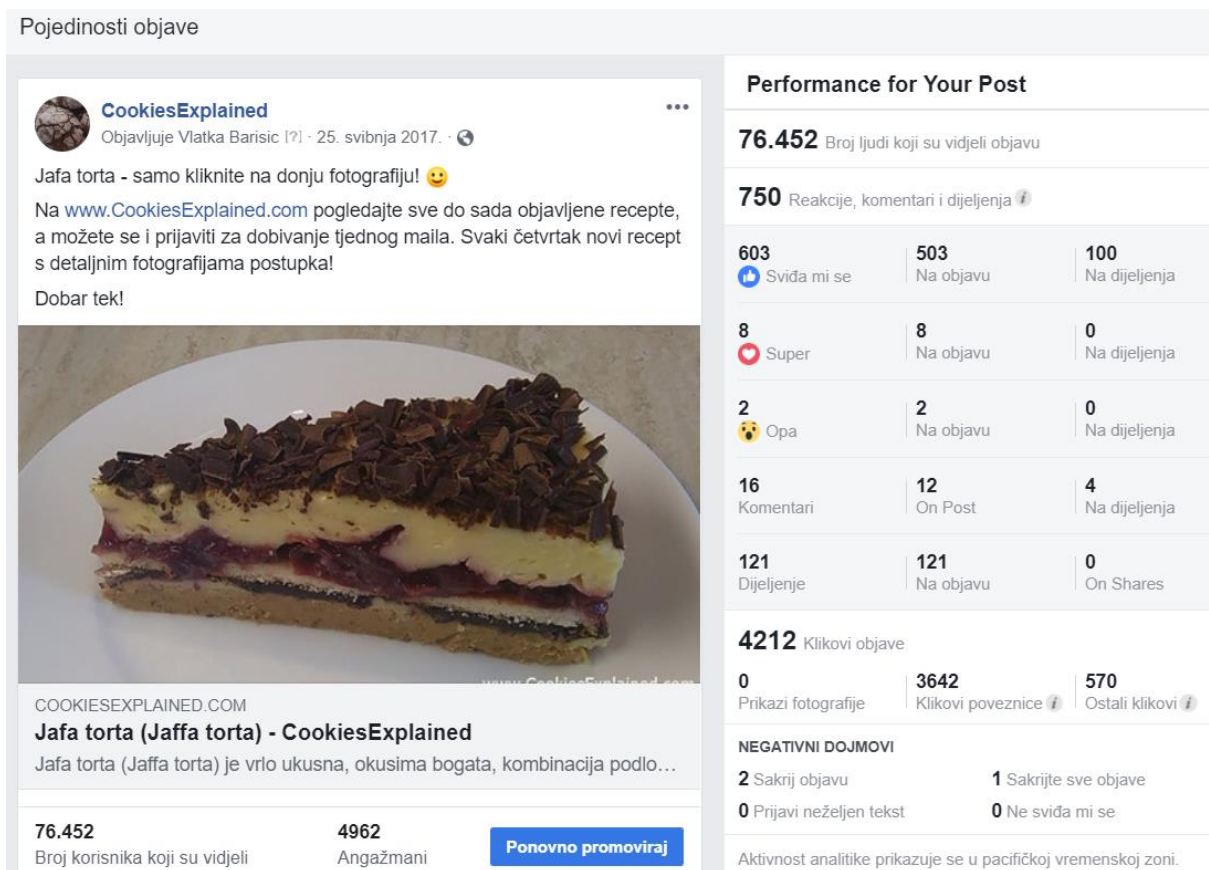 Pojedinosti objave
CookiesExplained
Objavljuje Vlatka Barisic [?] · 25. svibnja 2017. ·
Jafa torta - samo kliknite na donju fotografiju! 🙂
Na www.CookiesExplained.com pogledajte sve do sada objavljene recepte,
a možete se i prijaviti za dobivanje tjednog maila. Svaki četvrtak novi recept
s detaljnim fotografijama postupka!
Dobar tek!
www.CookiesExplained.com
COOKIESEXPLAINED.COM
Jafa torta (Jaffa torta) - CookiesExplained
Jafa torta (Jaffa torta) je vrlo ukusna, okusima bogata, kombinacija podlo…
76.452 4962
Broj korisnika koji su vidjeli Angažmani Ponovno promoviraj
Performance for Your Post
76.452 Broj ljudi koji su vidjeli objavu
750 Reakcije, komentari i dijeljenja
603 503 100
Sviđa mi se Na objavu Na dijeljenja
8 8 0
Super Na objavu Na dijeljenja
2 2 0
Opa Na objavu Na dijeljenja
16 12 4
Komentari On Post Na dijeljenja
121 121 0
Dijeljenje Na objavu On Shares
4212 Klikovi objave
0 3642 570
Prikazi fotografije Klikovi poveznice Ostali klikovi
NEGATIVNI DOJMOVI
2 Sakrij objavu 1 Sakrijte sve objave
0 Prijavi neželjen tekst 0 Ne sviđa mi se
Aktivnost analitike prikazuje se u pacifičkoj vremenskoj zoni.